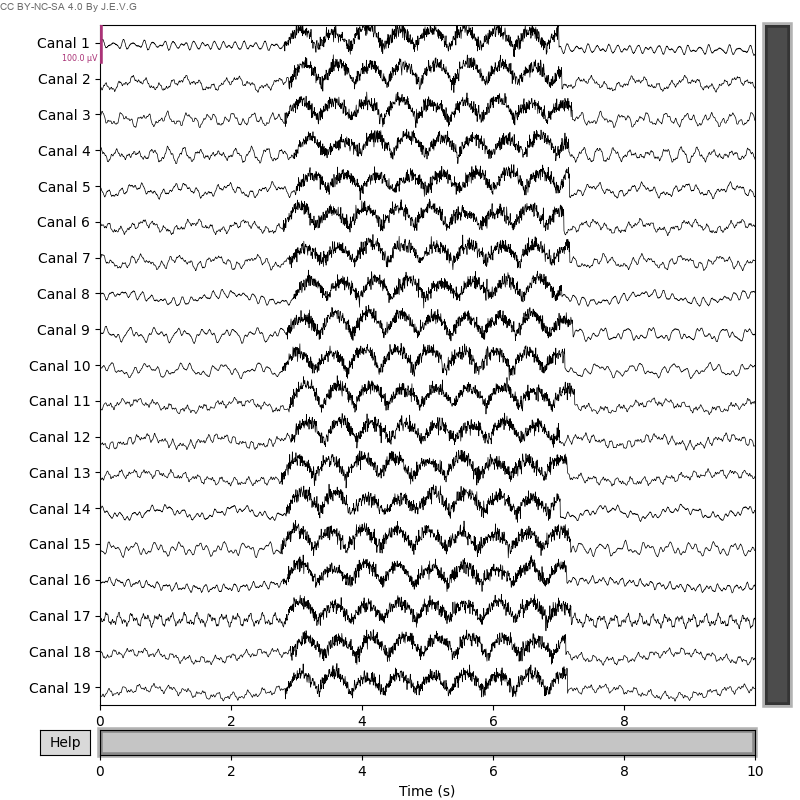 CC BY-NC-SA 4.0 By J.E.V.G
Canal 1
100.0 µV
Canal 2
Canal 3
Canal 4
Canal 5
Canal 6
Canal 7
Canal 8
Canal 9
Canal 10
Canal 11
Canal 12
Canal 13
Canal 14
Canal 15
Canal 16
Canal 17
Canal 18
Canal 19
0 2 4 6 8
Help
0 2 4 6 8 10
Time (s)